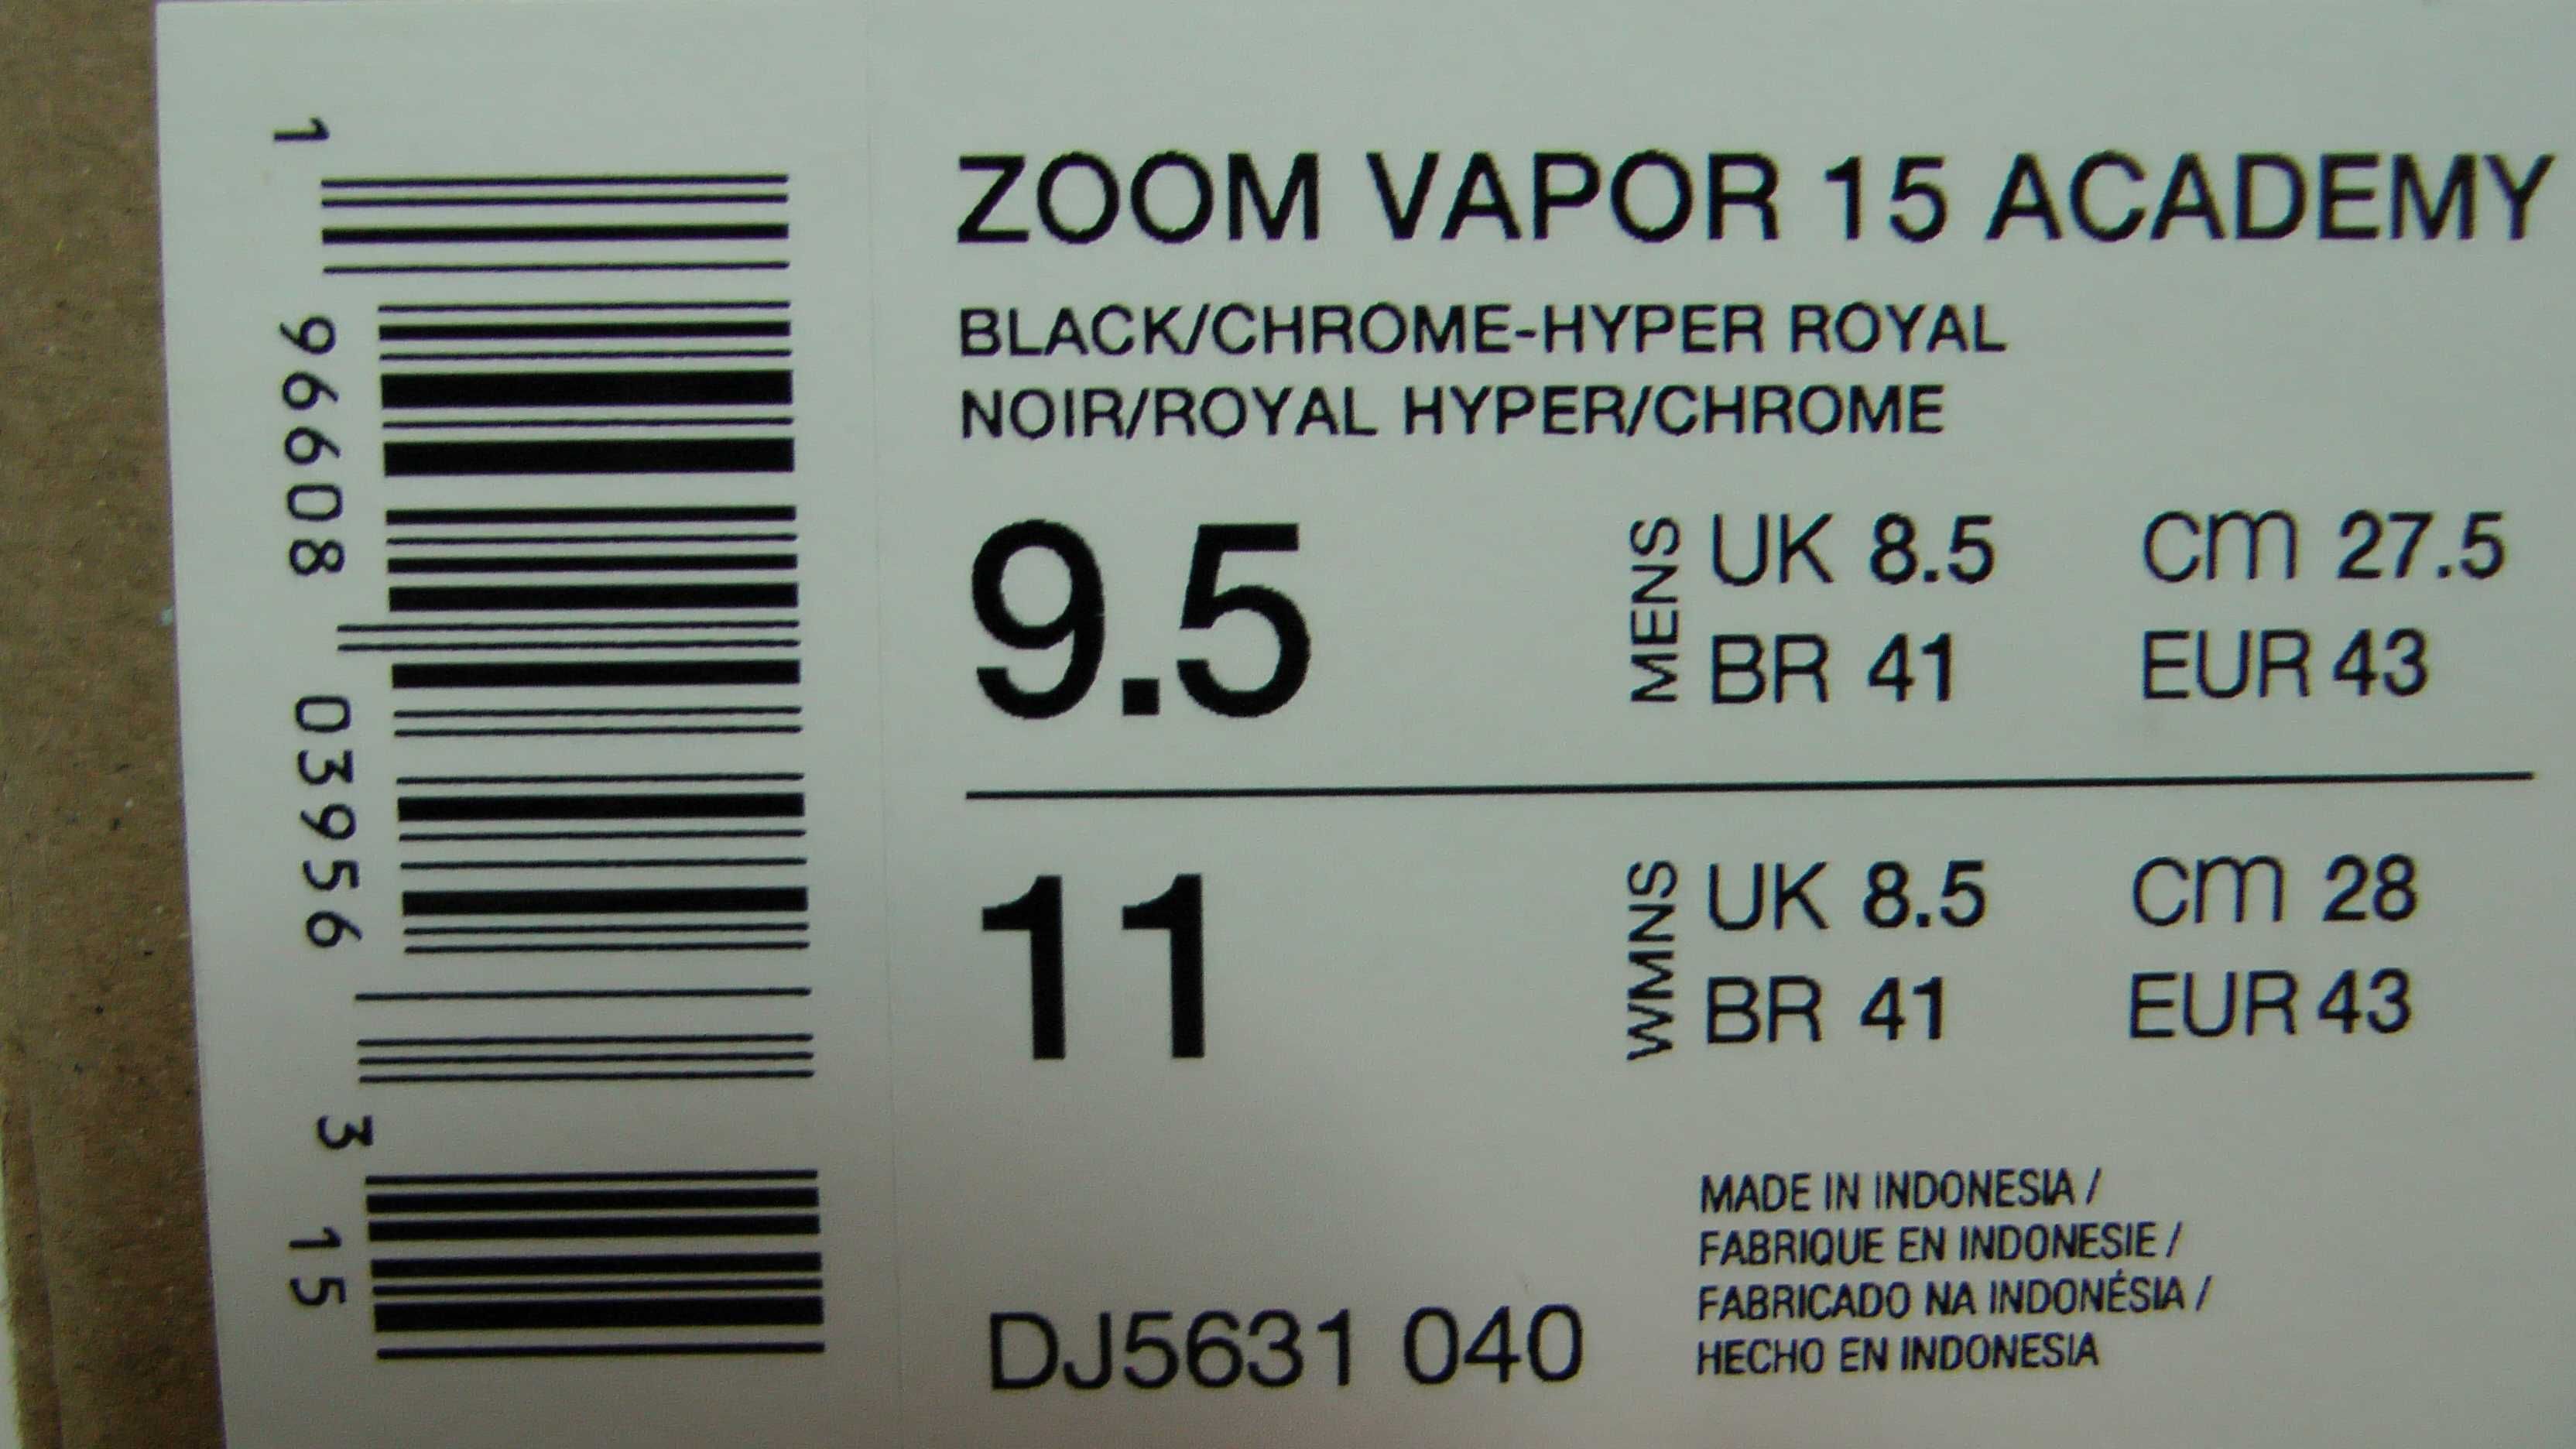 1 96608 03956 3 15
ZOOM VAPOR 15 ACADEMY
BLACK/CHROME-HYPER ROYAL
NOIR/ROYAL HYPER/CHROME
9.5 MENS UK 8.5 cm 27.5
BR 41 EUR 43
11 WMNS UK 8.5 cm 28
BR 41 EUR 43
MADE IN INDONESIA /
FABRIQUE EN INDONESIE /
FABRICADO NA INDONÉSIA /
HECHO EN INDONESIA
DJ5631 040